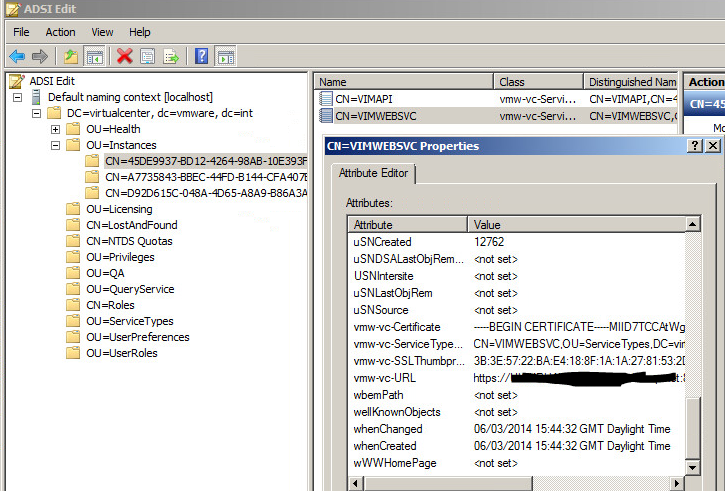 ADSI Edit
File Action View Window Help
ADSI Edit
Default naming context [localhost]
DC=virtualcenter, dc=vmware, dc=int
OU=Health
OU=Instances
CN=45DE9937-BD12-4264-98AB-10E393F
CN=A7735843-BBEC-44FD-B144-CFA407E
CN=D92D615C-048A-4D65-A8A9-B86A3A
OU=Licensing
CN=LostAndFound
CN=NTDS Quotas
OU=Privileges
OU=QA
OU=QueryService
CN=Roles
OU=ServiceTypes
OU=UserPreferences
OU=UserRoles
Name Class Distinguished Nam
CN=VIMAPI vmw-vc-Servi... CN=VIMAPI,CN=4
CN=VIMWEBSVC vmw-vc-Servi... CN=VIMWEBSVC,C
Action
CN=45
Mo
CN=VIMWEBSVC Properties
Attribute Editor
Attributes:
Attribute Value
uSNCreated 12762
uSNDSALastObjRem... <not set>
USNIntersite <not set>
uSNLastObjRem <not set>
uSNSource <not set>
vmw-vc-Certificate -----BEGIN CERTIFICATE-----MIID7TCCAtWg
vmw-vc-ServiceType... CN=VIMWEBSVC,OU=ServiceTypes,DC=vir
vmw-vc-SSLThumbpr... 3B:3E:57:22:BA:E4:18:8F:1A:1A:27:81:53:2D
vmw-vc-URL https://
wbemPath <not set>
wellKnownObjects <not set>
whenChanged 06/03/2014 15:44:32 GMT Daylight Time
whenCreated 06/03/2014 15:44:32 GMT Daylight Time
wWWHomePage <not set>